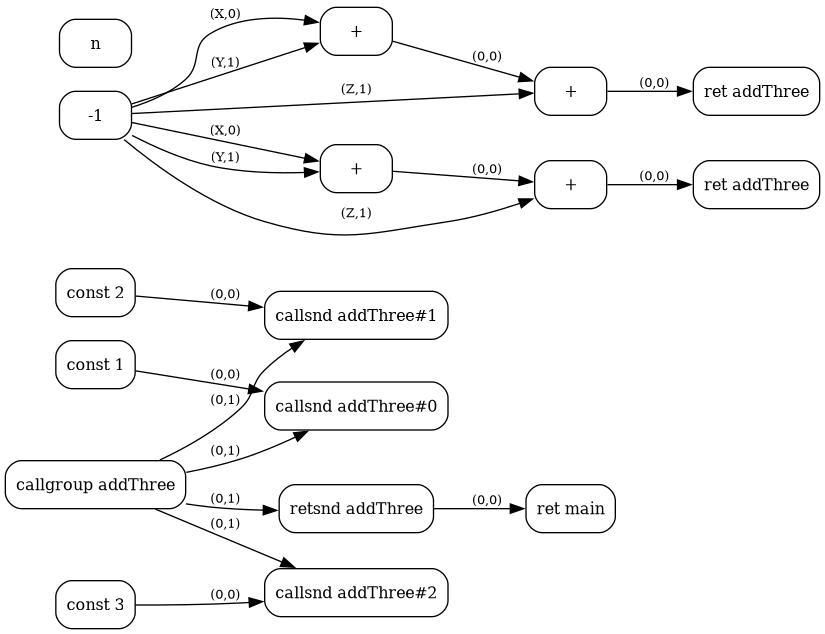 (X,0)
+
n
(0,0)
(Y,1)
(Z,1)
+
(0,0)
ret addThree
-1
(X,0)
(Y,1)
+
(0,0)
+
(0,0)
ret addThree
(Z,1)
const 2
(0,0)
callsnd addThree#1
const 1
(0,0)
(0,1)
callsnd addThree#0
(0,1)
callgroup addThree
(0,1)
retsnd addThree
(0,0)
ret main
(0,1)
const 3
(0,0)
callsnd addThree#2